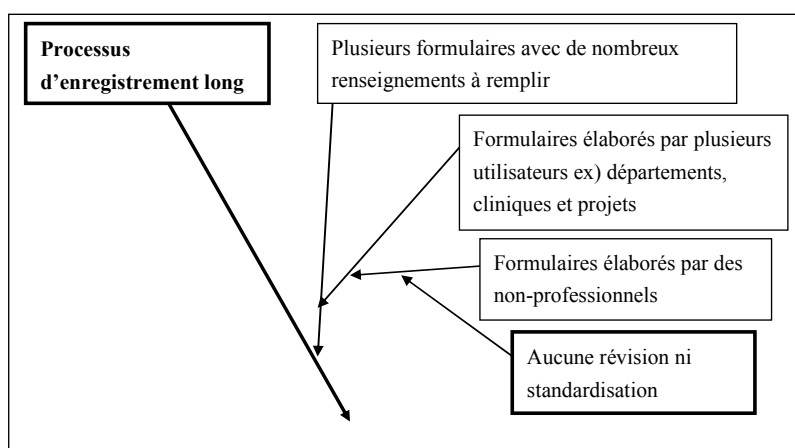 Processus
d'enregistrement long
Plusieurs formulaires avec de nombreux
renseignements à remplir
Formulaires élaborés par plusieurs
utilisateurs ex) départements,
cliniques et projets
Formulaires élaborés par des
non-professionnels
Aucune révision ni
standardisation